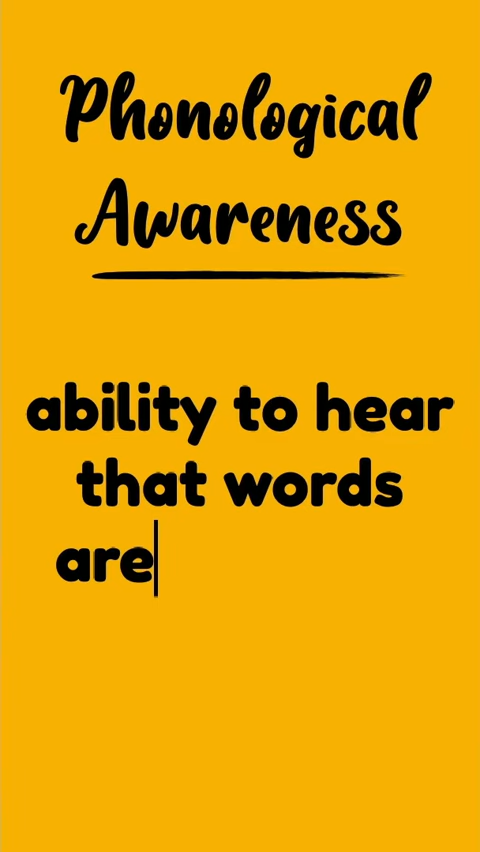 Phonological
Awareness
ability to hear
that words
are